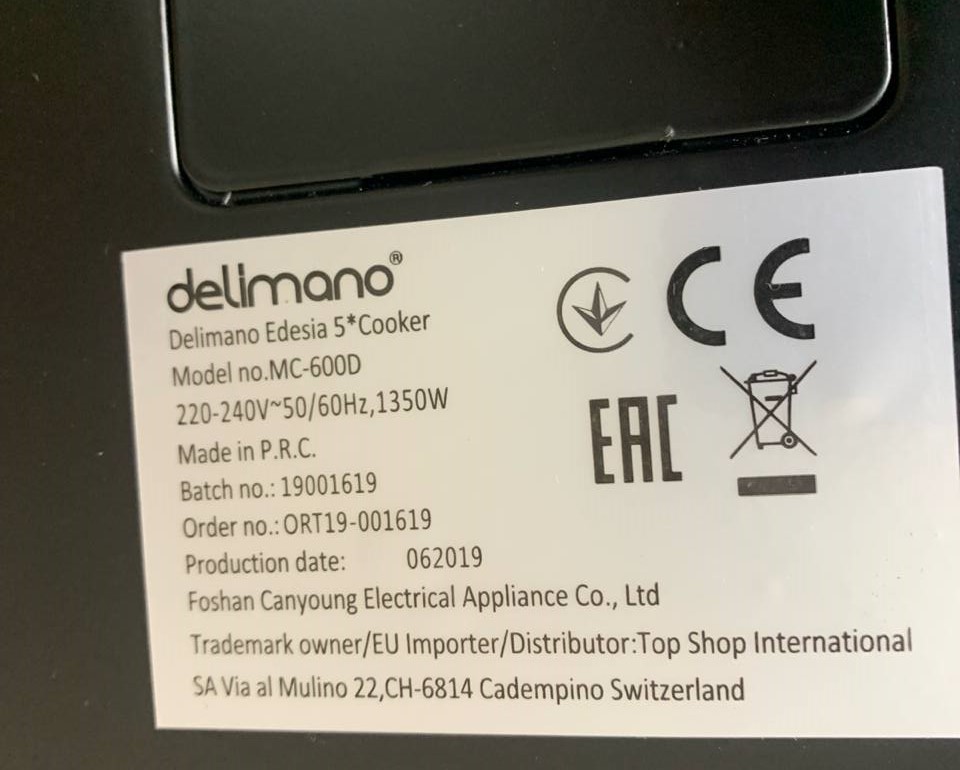 delimano®
Delimano Edesia 5*Cooker
Model no.MC-600D
220-240V~50/60Hz,1350W
Made in P.R.C.
Batch no.: 19001619
Order no.: ORT19-001619
Production date: 062019
Foshan Canyoung Electrical Appliance Co., Ltd
Trademark owner/EU Importer/Distributor:Top Shop International
SA Via al Mulino 22,CH-6814 Cadempino Switzerland
CE
EAC